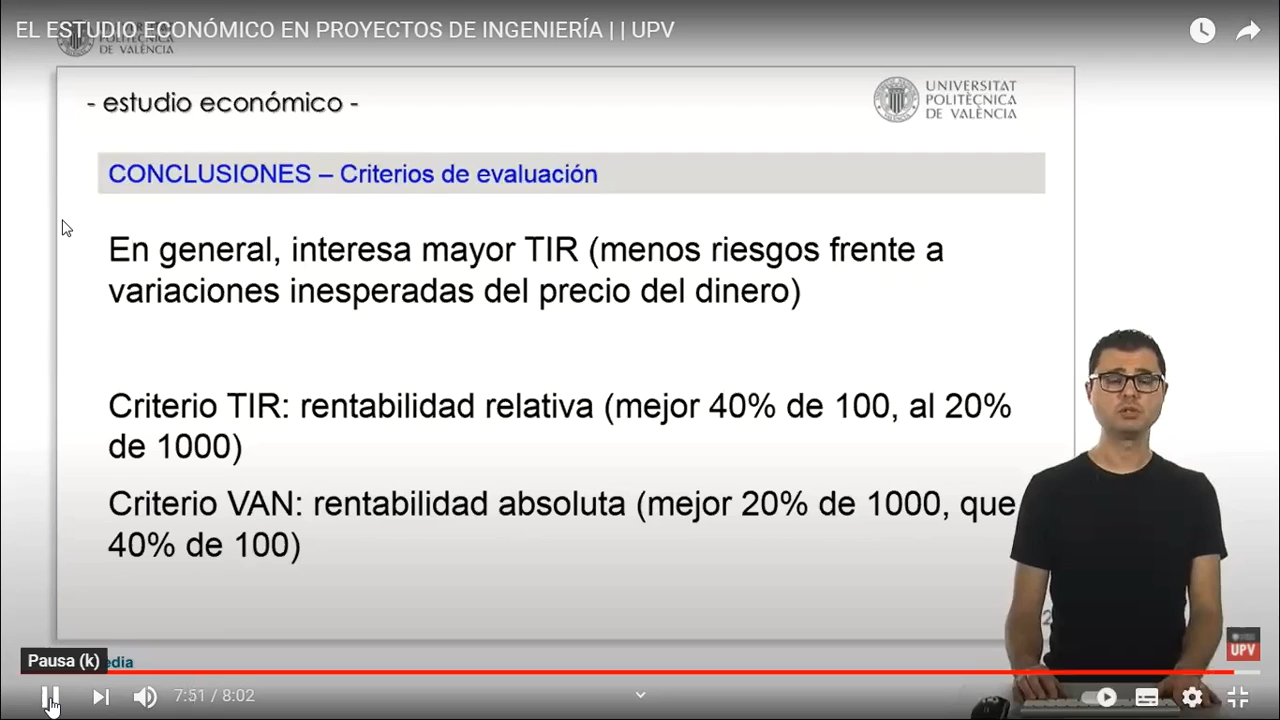 EL ESTUDIO ECONÓMICO EN PROYECTOS DE INGENIERÍA | | UPV
POLITÈCNICA
DE VALÈNCIA
- estudio económico -
UNIVERSITAT
POLITÈCNICA
DE VALÈNCIA
CONCLUSIONES – Criterios de evaluación
En general, interesa mayor TIR (menos riesgos frente a
variaciones inesperadas del precio del dinero)
Criterio TIR: rentabilidad relativa (mejor 40% de 100, al 20%
de 1000)
Criterio VAN: rentabilidad absoluta (mejor 20% de 1000, que
40% de 100)
UPV
Pausa (k)
7:51 / 8:02